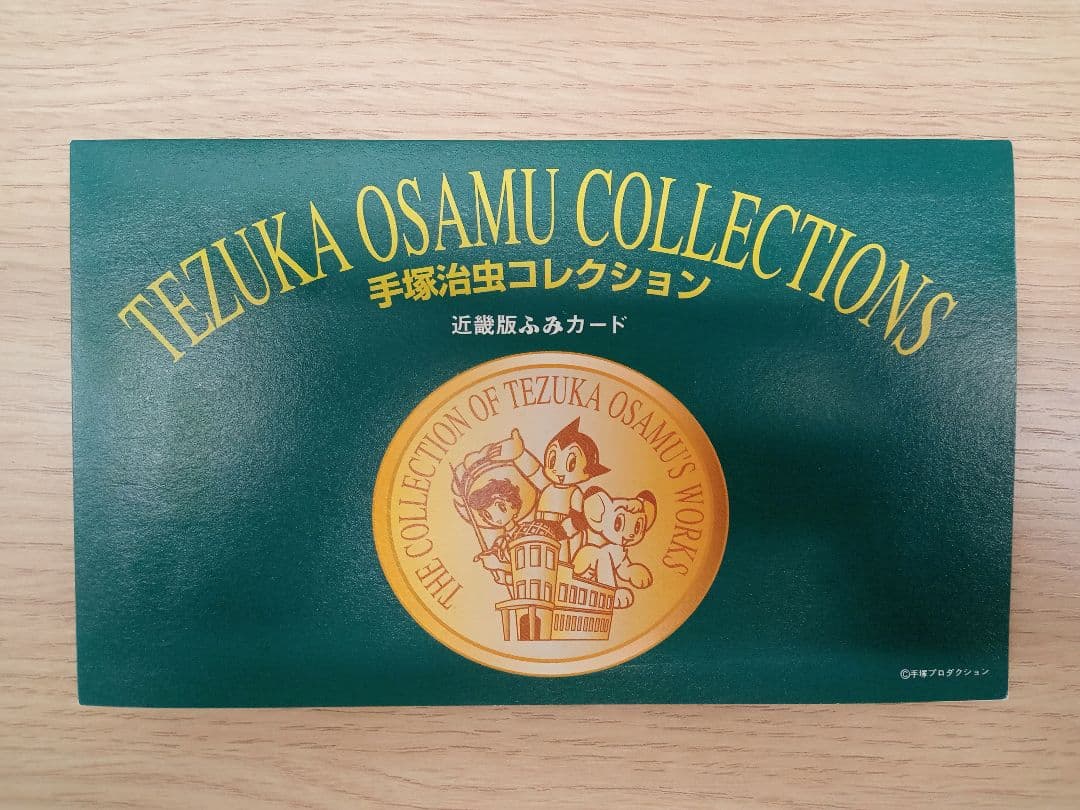 TEZUKA OSAMU COLLECTIONS
手塚治虫コレクション
近畿版ふみカード
THE COLLECTION OF TEZUKA OSAMU'S WORKS
©手塚プロダクション